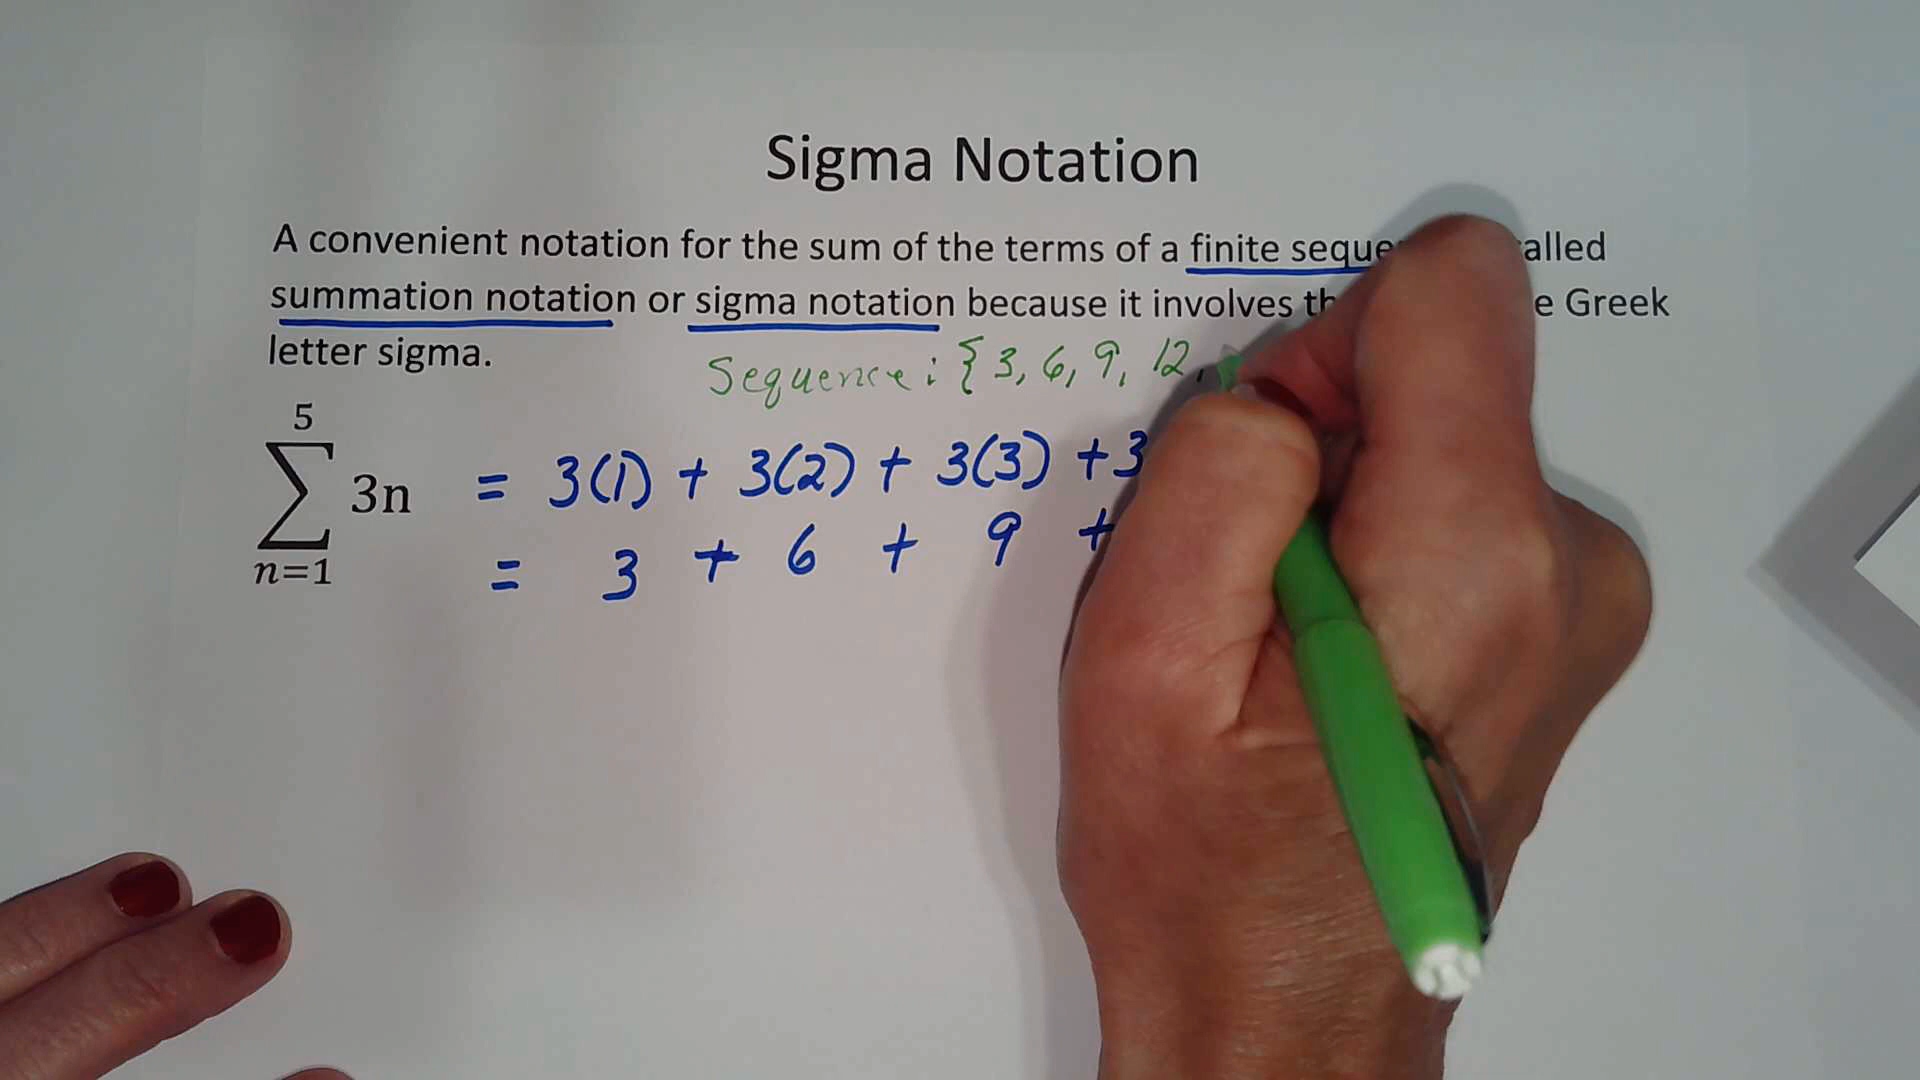 Sigma Notation
A convenient notation for the sum of the terms of a finite alled
summation notation or sigma notation because it involves Greek
letter sigma.
Sequence: {3, 6, 9, 12,
5
∑ 3n = 3(1) + 3(2) + 3(3) + 3
n=1
= 3 + 6 + 9 +